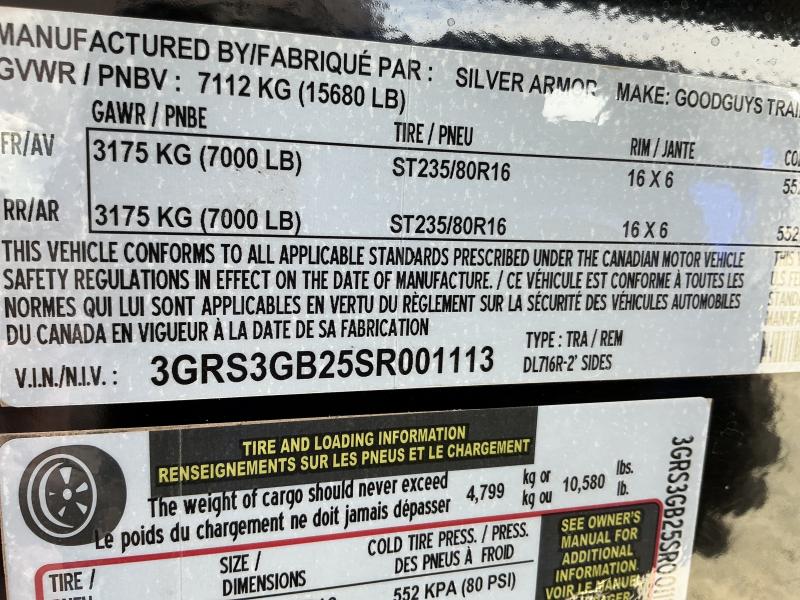 MANUFACTURED BY/FABRIQUÉ PAR : SILVER ARMOR MAKE: GOODGUYS
GVWR / PNBV : 7112 KG (15680 LB)
GAWR / PNBE TIRE / PNEU RIM / JANTE
FR/AV 3175 KG (7000 LB) ST235/80R16 16 X 6
RR/AR 3175 KG (7000 LB) ST235/80R16 16 X 6 552
THIS VEHICLE CONFORMS TO ALL APPLICABLE STANDARDS PRESCRIBED UNDER THE CANADIAN MOTOR VEHICLE
SAFETY REGULATIONS IN EFFECT ON THE DATE OF MANUFACTURE. / CE VÉHICULE EST CONFORME À TOUTES LES
NORMES QUI LUI SONT APPLICABLES EN VERTU DU RÈGLEMENT SUR LA SÉCURITÉ DES VÉHICULES AUTOMOBILES
DU CANADA EN VIGUEUR À LA DATE DE SA FABRICATION
V.I.N./N.I.V. : 3GRS3GB25SR001113
TYPE : TRA / REM
DL716R-2' SIDES
TIRE AND LOADING INFORMATION
RENSEIGNEMENTS SUR LES PNEUS ET LE CHARGEMENT
The weight of cargo should never exceed
Le poids du chargement ne doit jamais dépasser
4,799 kg or
kg ou 10,580 lbs.
lb.
TIRE /
SIZE /
DIMENSIONS
COLD TIRE PRESS. / PRESS.
DES PNEUS À FROID
552 KPA (80 PSI)
SEE OWNER'S
MANUAL FOR
ADDITIONAL
INFORMATION
VOIR LE MANUEL